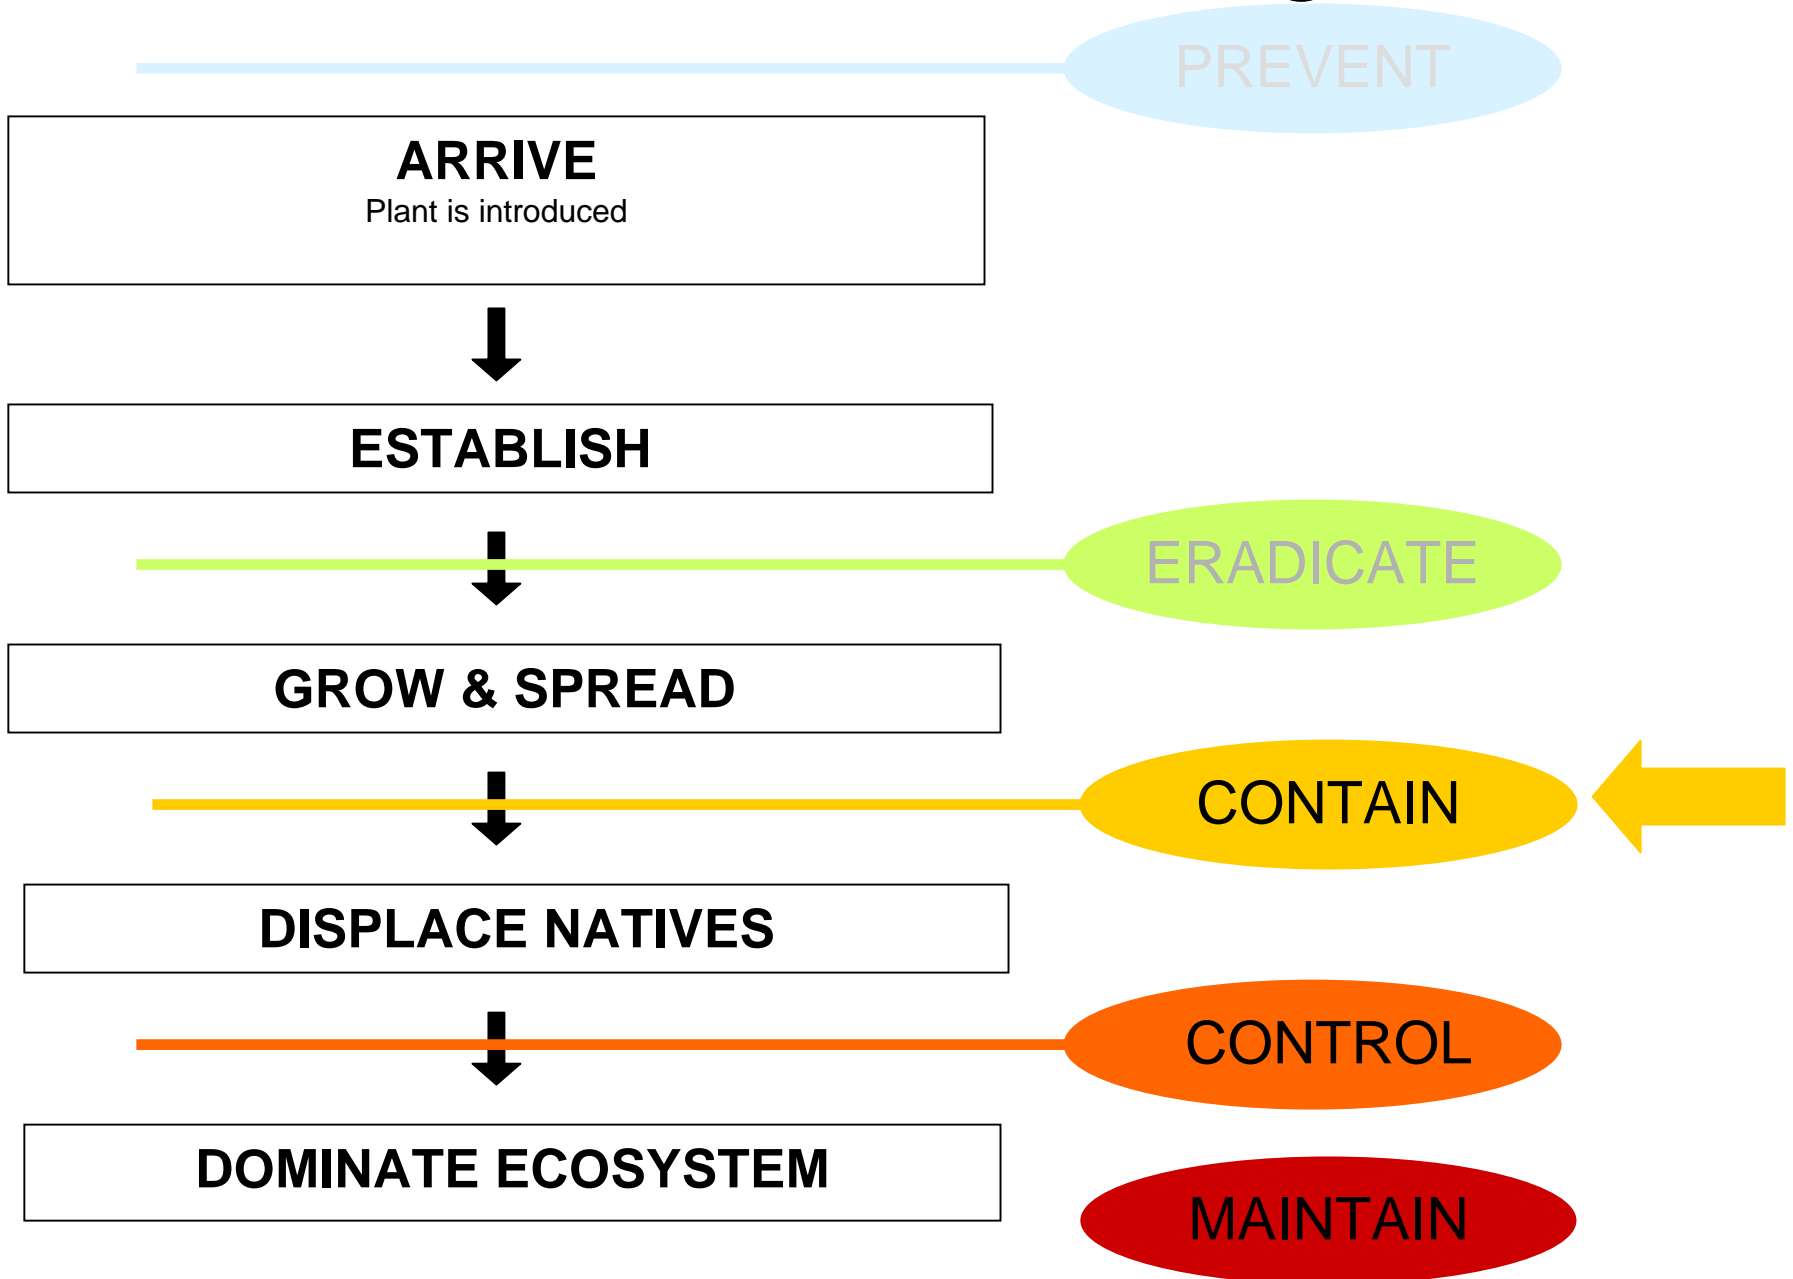 PREVENT
ARRIVE
Plant is introduced
ESTABLISH
ERADICATE
GROW & SPREAD
CONTAIN
DISPLACE NATIVES
CONTROL
DOMINATE ECOSYSTEM
MAINTAIN